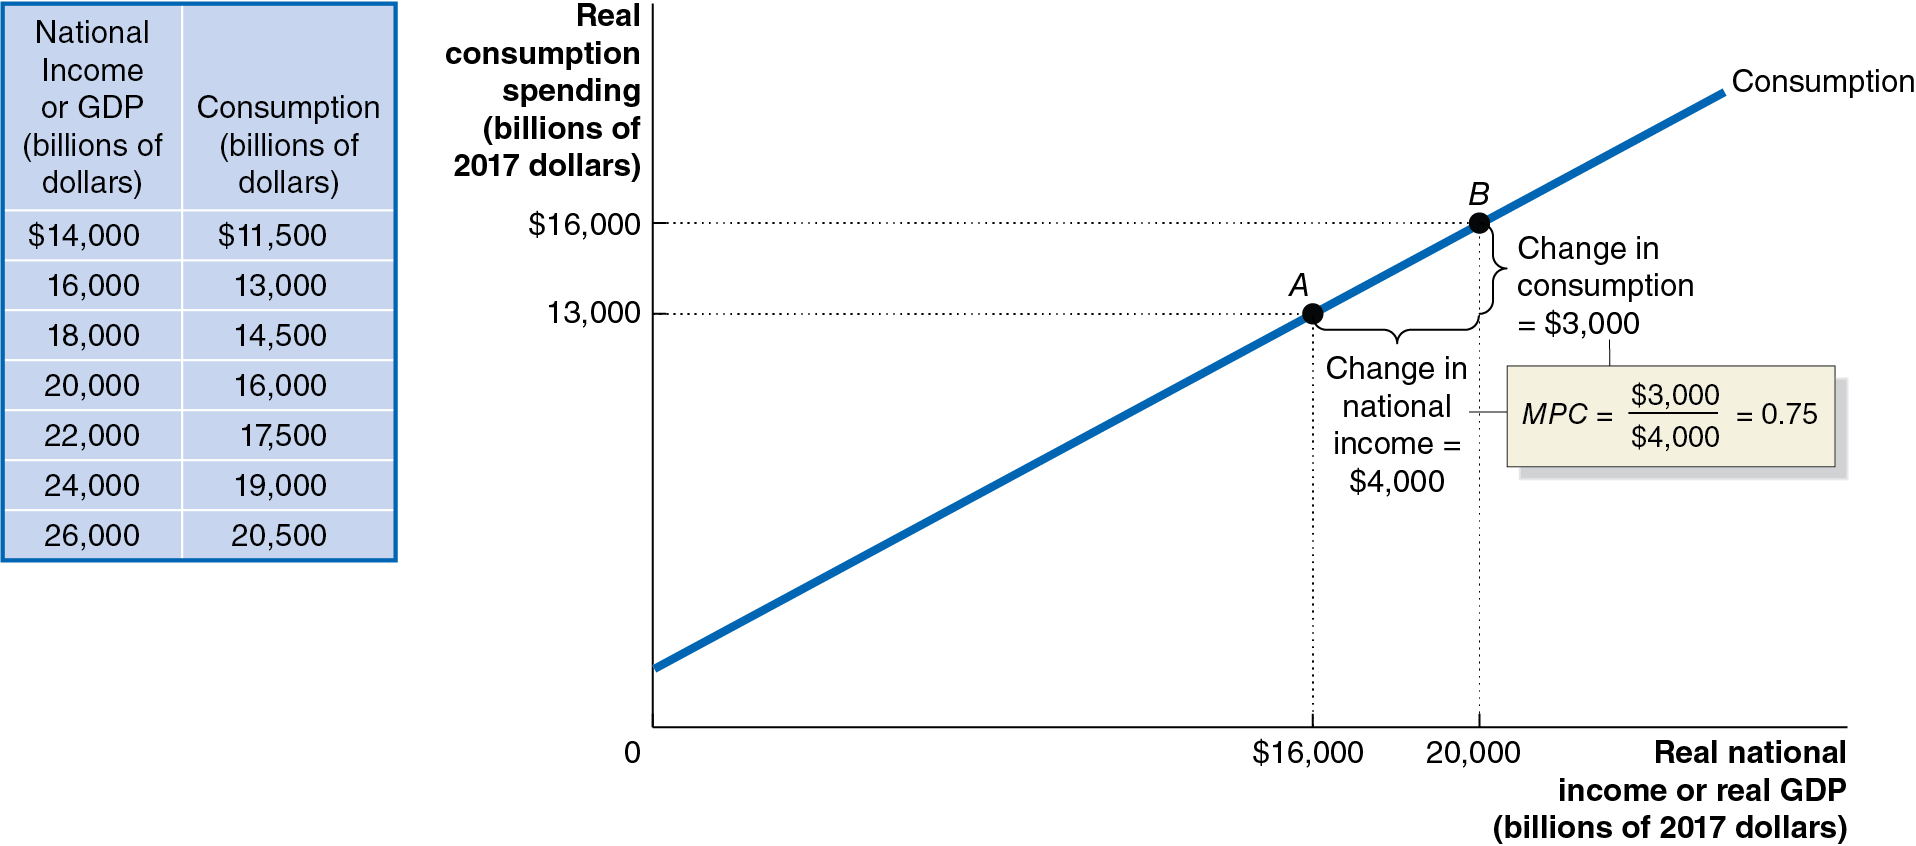 National
Income
or GDP
(billions of
dollars)
Consumption
(billions of
dollars)
$14,000 $11,500
16,000 13,000
18,000 14,500
20,000 16,000
22,000 17,500
24,000 19,000
26,000 20,500
Real
consumption
spending
(billions of
2017 dollars)
$16,000
13,000
0
$16,000
20,000
Real national
income or real GDP
(billions of 2017 dollars)
Consumption
A
B
Change in
consumption
= $3,000
Change in
national
income =
$4,000
MPC = $3,000 / $4,000 = 0.75